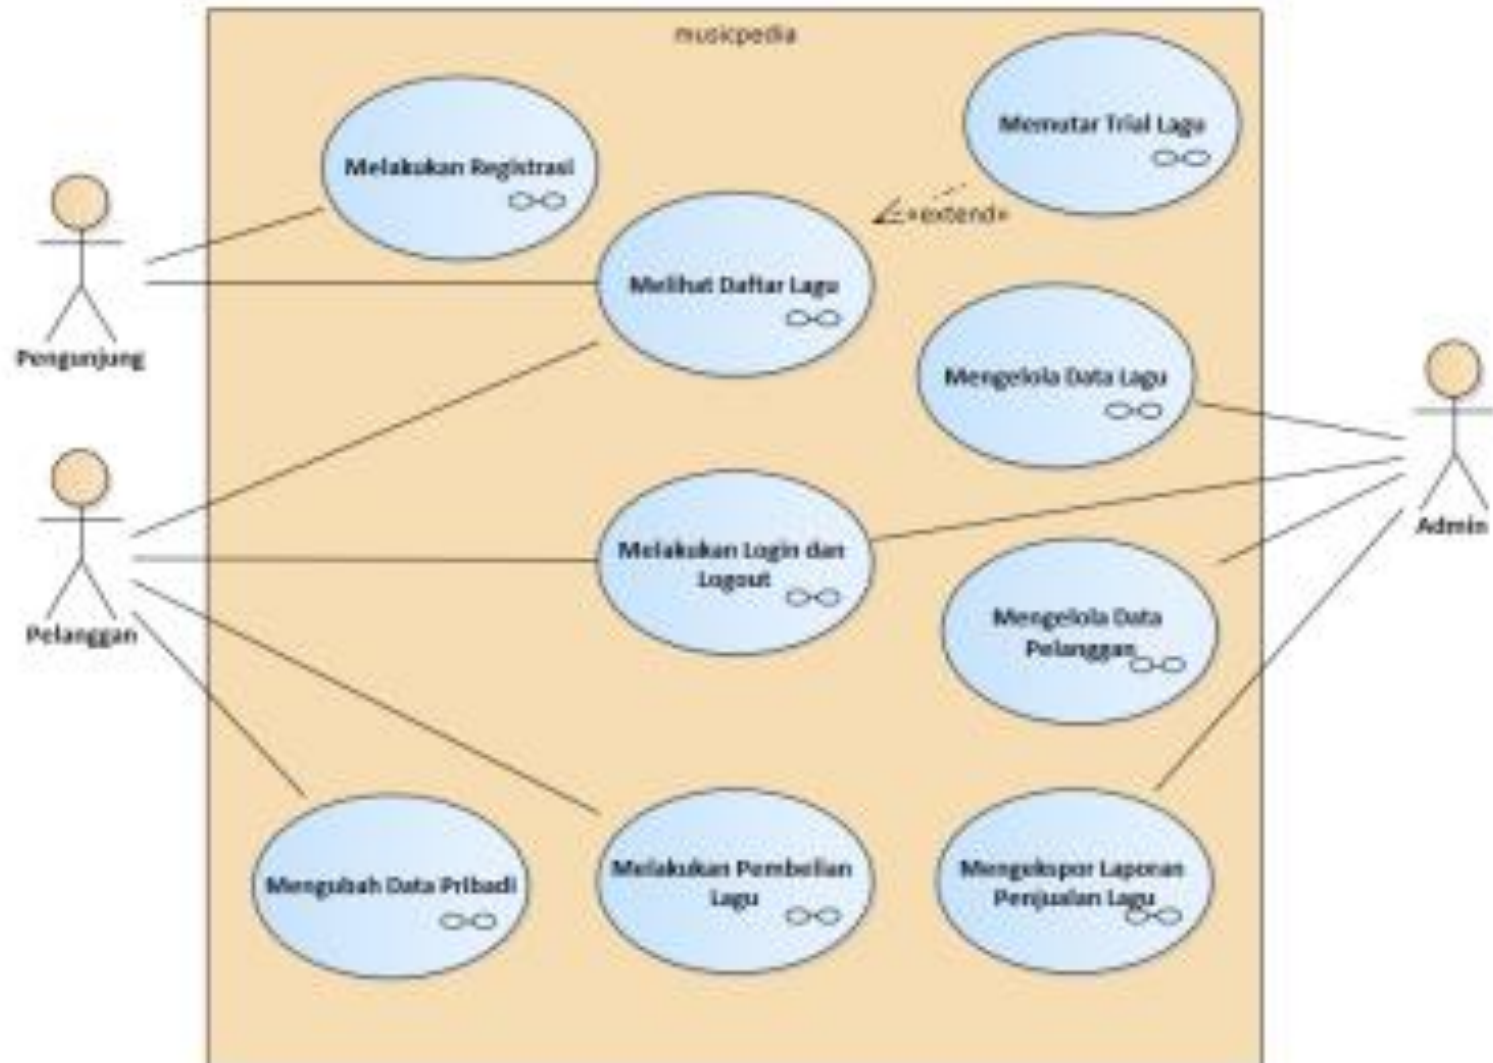 musicpedia
Memutar Trial Lagu
Melakukan Registrasi
«extend»
Melihat Daftar Lagu
Pengunjung
Mengelola Data Lagu
Admin
Melakukan Login dan
Logout
Pelanggan
Mengelola Data
Pelanggan
Mengubah Data Pribadi
Melakukan Pembelian
Lagu
Mengekspor Laporan
Penjualan Lagu